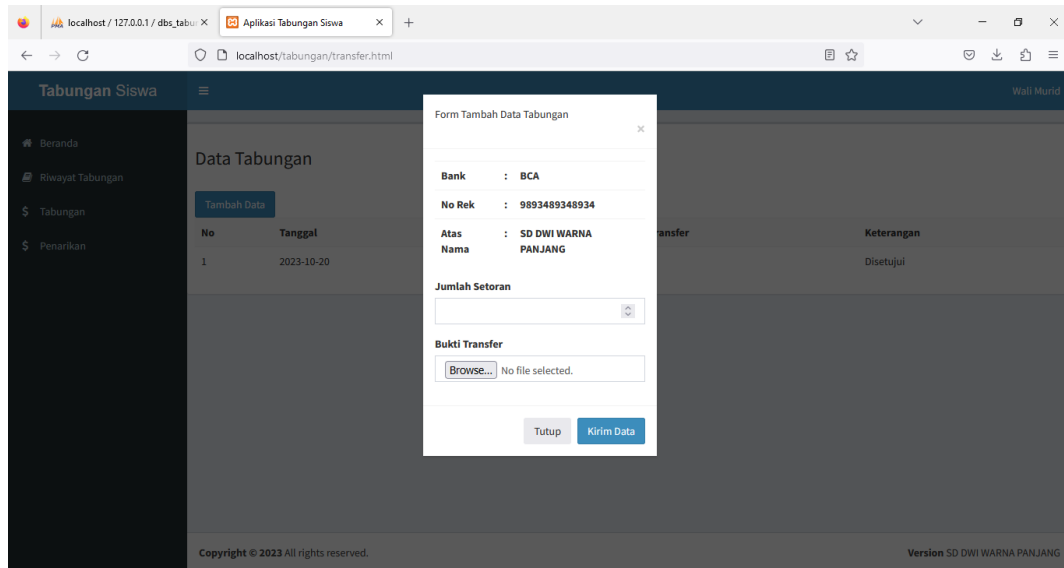 localhost / 127.0.0.1 / dbs_tabu
Aplikasi Tabungan Siswa
localhost/tabungan/transfer.html
Tabungan Siswa
Wali Murid
Beranda
Riwayat Tabungan
Tabungan
Penarikan
Data Tabungan
Tambah Data
No Tanggal ransfer Keterangan
1 2023-10-20 Disetujui
Form Tambah Data Tabungan
×
Bank : BCA
No Rek : 9893489348934
Atas Nama : SD DWI WARNA
PANJANG
Jumlah Setoran
Bukti Transfer
Browse... No file selected.
Tutup Kirim Data
Copyright © 2023 All rights reserved.
Version SD DWI WARNA PANJANG